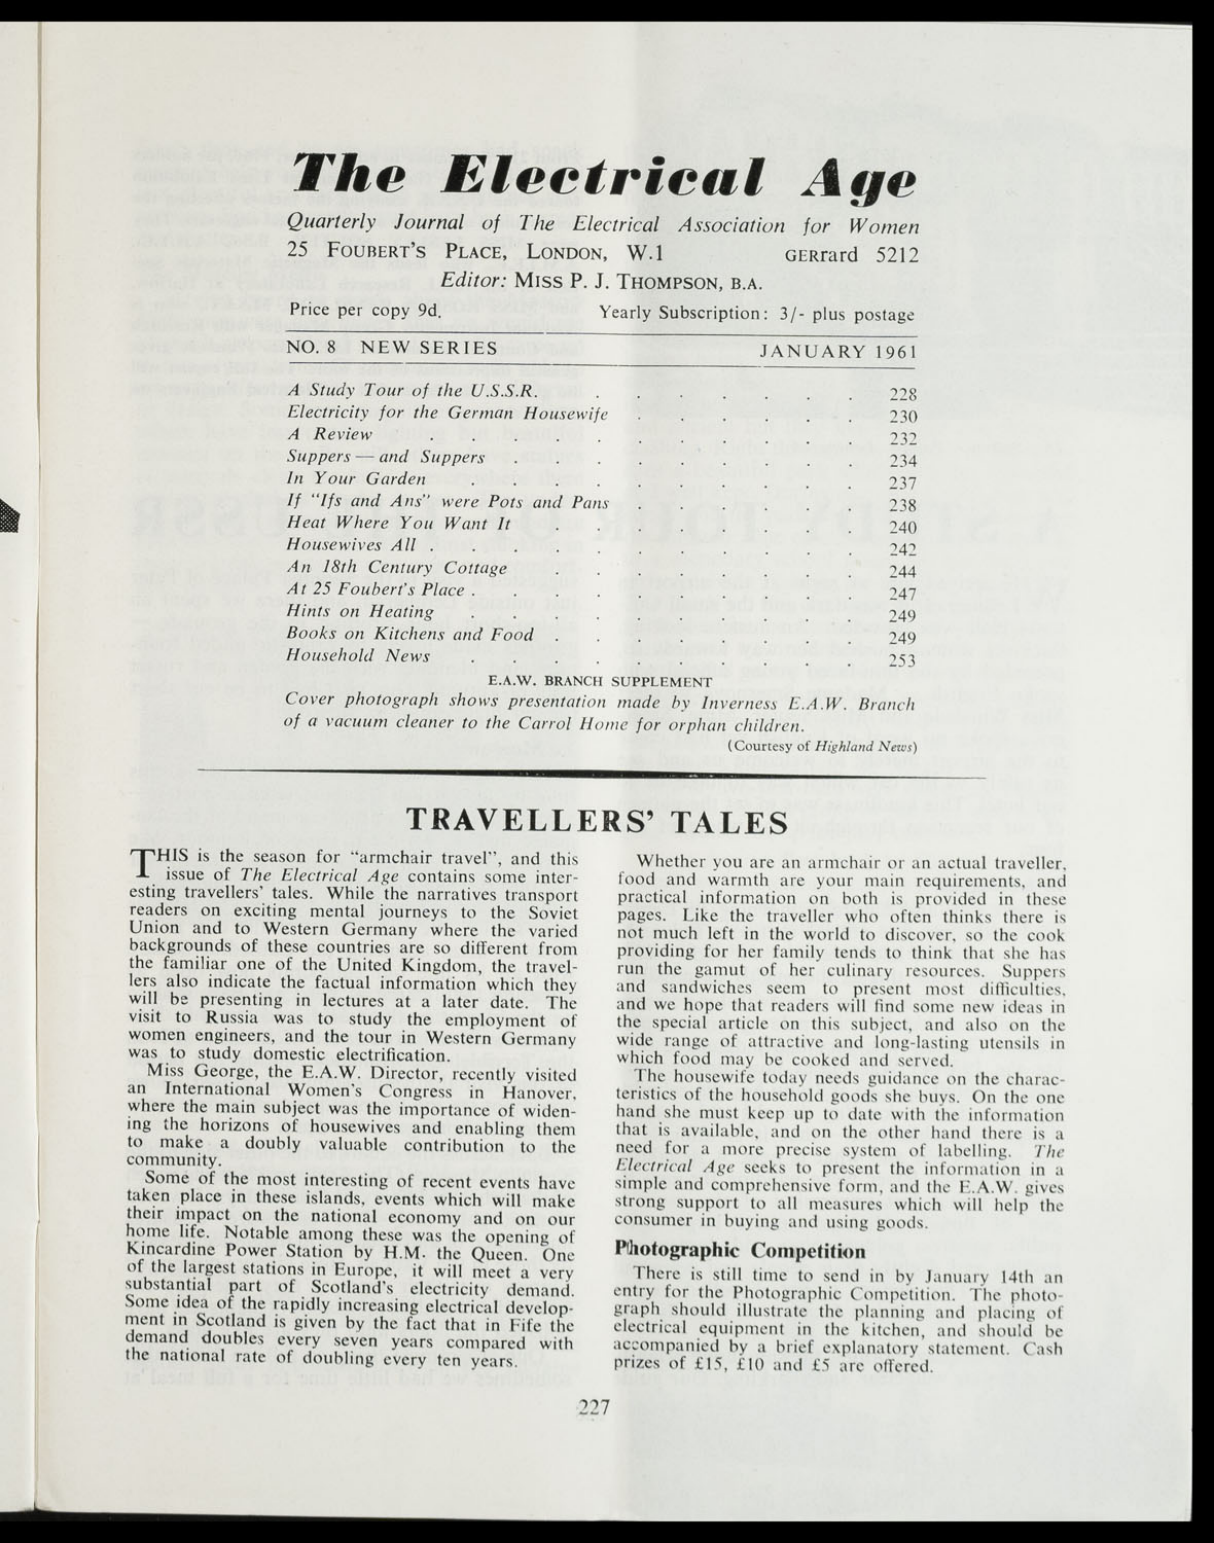 The Electrical Age
Quarterly Journal of The Electrical Association for Women
25 FOUBERT'S PLACE, LONDON, W.1 GERrard 5212
Editor: MISS P. J. THOMPSON, B.A.
Price per copy 9d. Yearly Subscription: 3/- plus postage
NO. 8 NEW SERIES JANUARY 1961
A Study Tour of the U.S.S.R. . . . . . . . 228
Electricity for the German Housewife . . . . . . 230
A Review . . . . . . . . . . . 232
Suppers — and Suppers . . . . . . . . . 234
In Your Garden . . . . . . . . . . 237
If "Ifs and Ans" were Pots and Pans . . . . . . 238
Heat Where You Want It . . . . . . . . 240
Housewives All . . . . . . . . . . . 242
An 18th Century Cottage . . . . . . . . 244
At 25 Foubert's Place . . . . . . . . . . 247
Hints on Heating . . . . . . . . . . 249
Books on Kitchens and Food . . . . . . . . 249
Household News . . . . . . . . . . 253
E.A.W. BRANCH SUPPLEMENT
Cover photograph shows presentation made by Inverness E.A.W. Branch
of a vacuum cleaner to the Carrol Home for orphan children.
(Courtesy of Highland News)
TRAVELLERS' TALES
THIS is the season for "armchair travel", and this
issue of The Electrical Age contains some inter-
esting travellers' tales. While the narratives transport
readers on exciting mental journeys to the Soviet
Union and to Western Germany where the varied
backgrounds of these countries are so different from
the familiar one of the United Kingdom, the travel-
lers also indicate the factual information which they
will be presenting in lectures at a later date. The
visit to Russia was to study the employment of
women engineers, and the tour in Western Germany
was to study domestic electrification.
Miss George, the E.A.W. Director, recently visited
an International Women's Congress in Hanover,
where the main subject was the importance of widen-
ing the horizons of housewives and enabling them
to make a doubly valuable contribution to the
community.
Some of the most interesting of recent events have
taken place in these islands, events which will make
their impact on the national economy and on our
home life. Notable among these was the opening of
Kincardine Power Station by H.M. the Queen. One
of the largest stations in Europe, it will meet a very
substantial part of Scotland's electricity demand.
Some idea of the rapidly increasing electrical develop-
ment in Scotland is given by the fact that in Fife the
demand doubles every seven years compared with
the national rate of doubling every ten years.
Whether you are an armchair or an actual traveller,
food and warmth are your main requirements, and
practical information on both is provided in these
pages. Like the traveller who often thinks there is
not much left in the world to discover, so the cook
providing for her family tends to think that she has
run the gamut of her culinary resources. Suppers
and sandwiches seem to present most difficulties,
and we hope that readers will find some new ideas in
the special article on this subject, and also on the
wide range of attractive and long-lasting utensils in
which food may be cooked and served.
The housewife today needs guidance on the charac-
teristics of the household goods she buys. On the one
hand she must keep up to date with the information
that is available, and on the other hand there is a
need for a more precise system of labelling. The
Electrical Age seeks to present the information in a
simple and comprehensive form, and the E.A.W. gives
strong support to all measures which will help the
consumer in buying and using goods.
Photographic Competition
There is still time to send in by January 14th an
entry for the Photographic Competition. The photo-
graph should illustrate the planning and placing of
electrical equipment in the kitchen, and should be
accompanied by a brief explanatory statement. Cash
prizes of £15, £10 and £5 are offered.
227